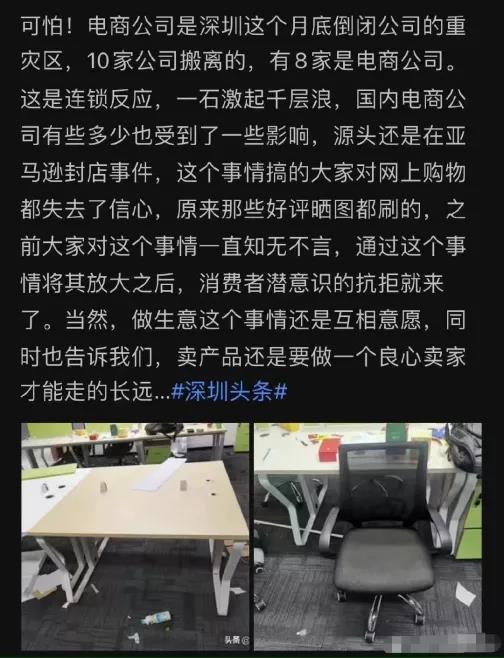 可怕！电商公司是深圳这个月底倒闭公司的重
灾区，10家公司搬离的，有8家是电商公司。
这是连锁反应，一石激起千层浪，国内电商公
司有些多少也受到了一些影响，源头还是在亚
马逊封店事件，这个事情搞的大家对网上购物
都失去了信心，原来那些好评晒图都刷的，之
前大家对这个事情一直知无不言，通过这个事
情将其放大之后，消费者潜意识的抗拒就来
了。当然，做生意这个事情还是互相意愿，同
时也告诉我们，卖产品还是要做一个良心卖家
才能走的长远...#深圳头条#
头条@